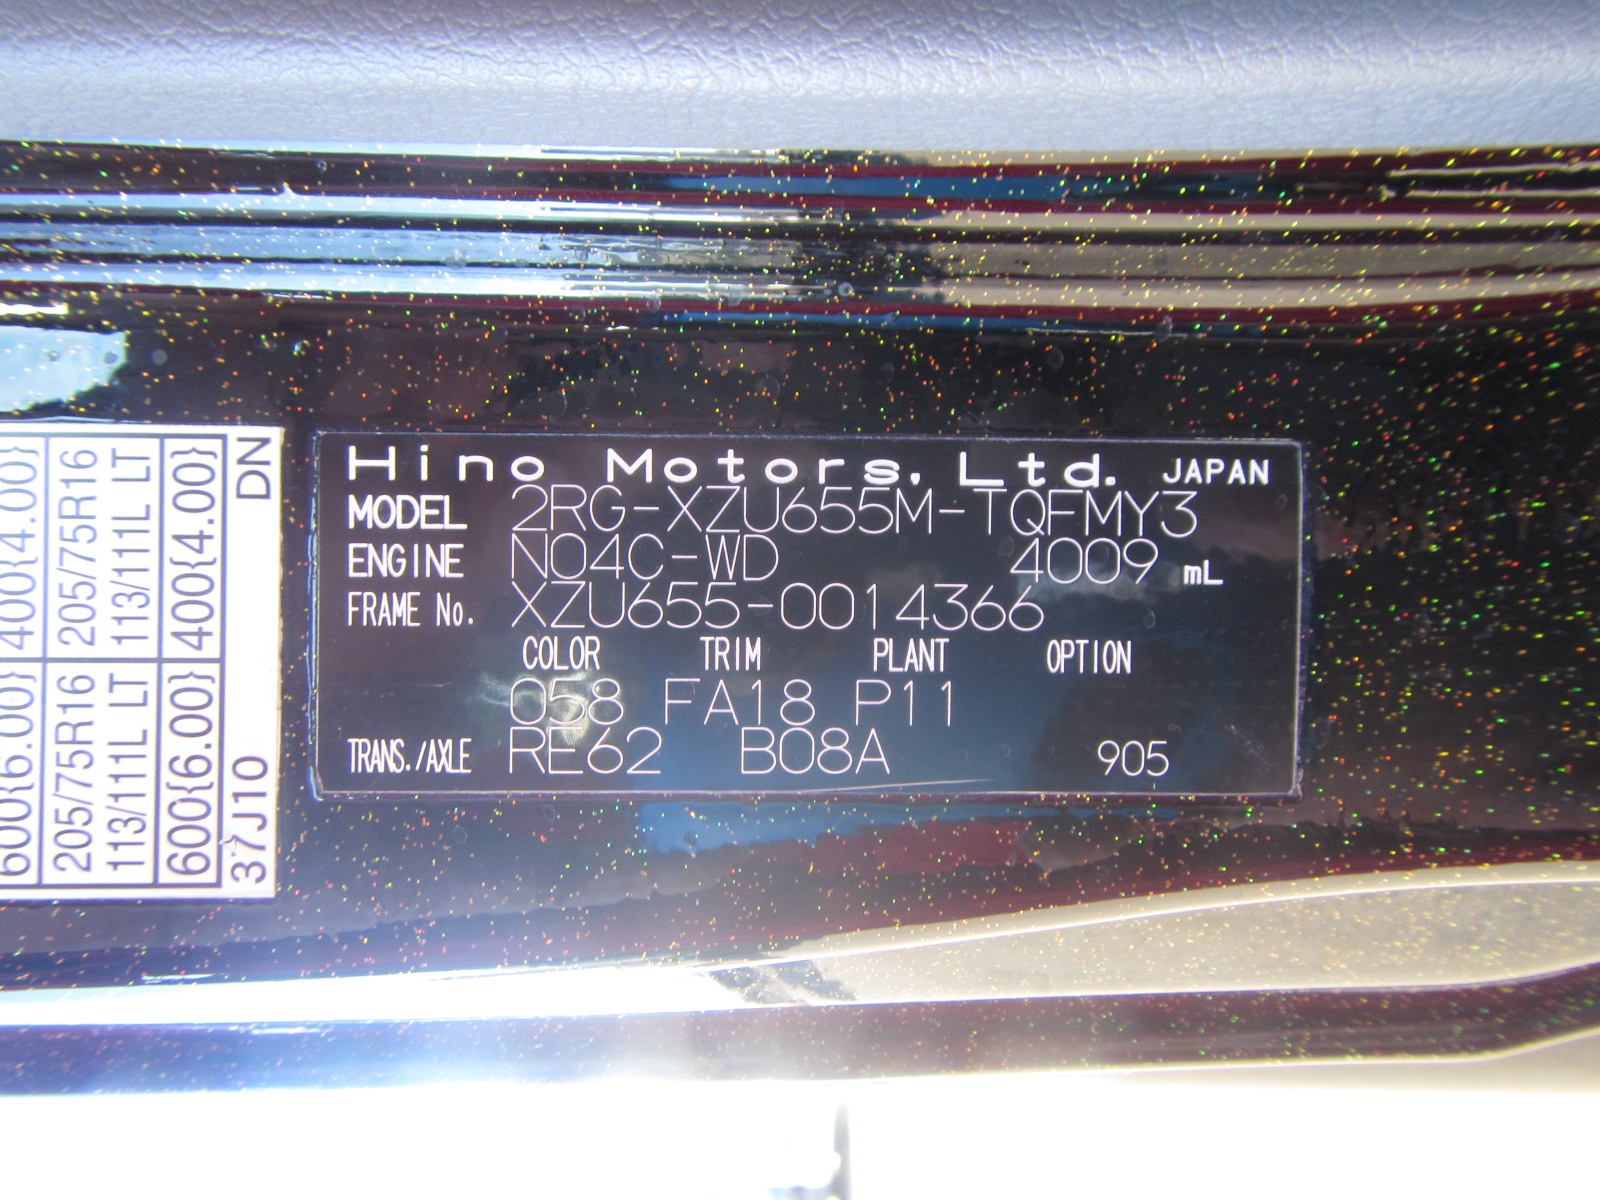 Hino Motors, Ltd. JAPAN
MODEL 2RG-XZU655M-TQFMY3
ENGINE N04C-WD 4009 mL
FRAME No. XZU655-0014366
COLOR TRIM PLANT OPTION
058 FA18 P11
TRANS./AXLE RE62 B08A 905
600{6.00} 400{4.00}
205/75R16 205/75R16
113/111L LT 113/111L LT
600{6.00} 400{4.00}
37J10 DN